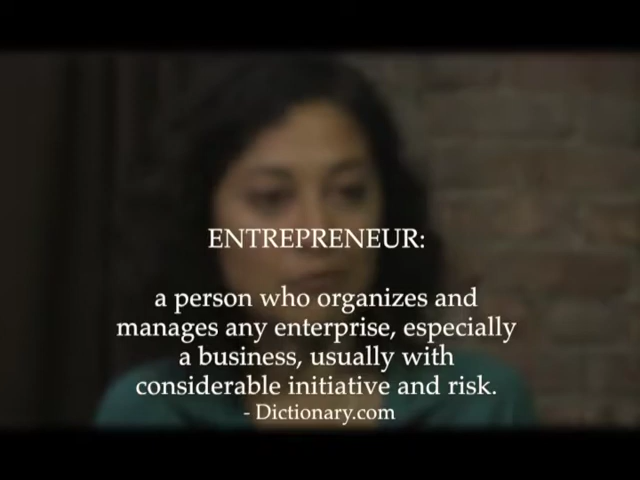 ENTREPRENEUR:
a person who organizes and
manages any enterprise, especially
a business, usually with
considerable initiative and risk.
- Dictionary.com